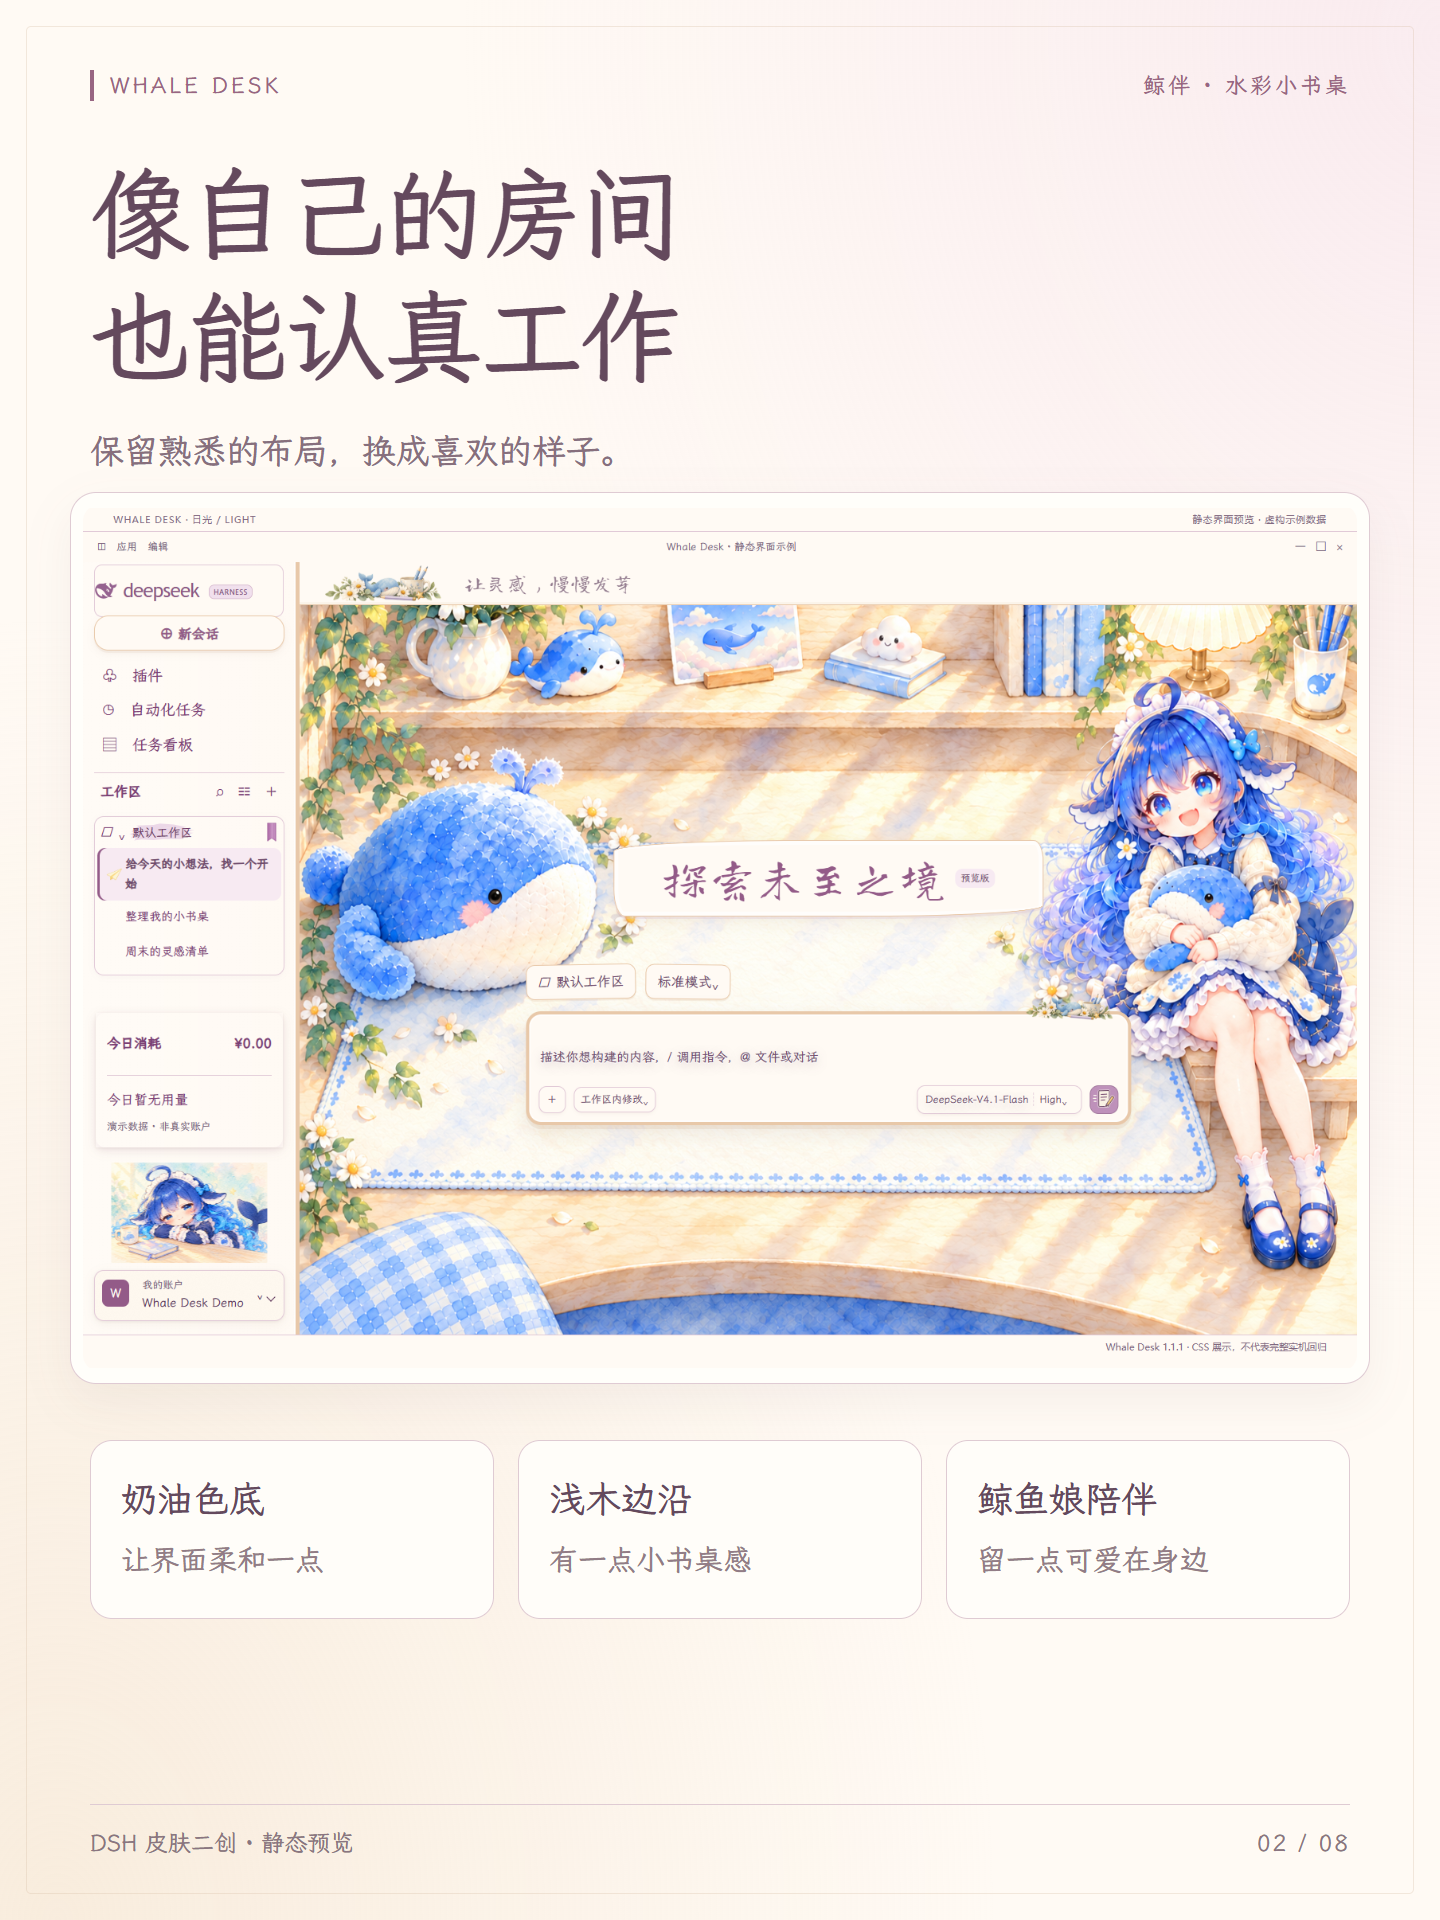 WHALE DESK
鲸伴 · 水彩小书桌
像自己的房间
也能认真工作
保留熟悉的布局，换成喜欢的样子。
WHALE DESK · 日光 / LIGHT
静态界面预览 · 虚构示例数据
应用 编辑
Whale Desk · 静态界面示例
deepseek HARNESS
让灵感，慢慢发芽
新会话
插件
自动化任务
任务看板
工作区
默认工作区
给今天的小想法，找一个开
始
整理我的小书桌
周末的灵感清单
探索未至之境 预览版
默认工作区 标准模式
描述你想构建的内容，/ 调用指令，@ 文件或对话
+ 工作区内修改
DeepSeek-V4.1-Flash High
今日消耗 ¥0.00
今日暂无用量
演示数据 · 非真实账户
W
我的账户
Whale Desk Demo
Whale Desk 1.1.1 · CSS 展示，不代表完整实机回归
奶油色底
让界面柔和一点
浅木边沿
有一点小书桌感
鲸鱼娘陪伴
留一点可爱在身边
DSH 皮肤二创 · 静态预览
02 / 08